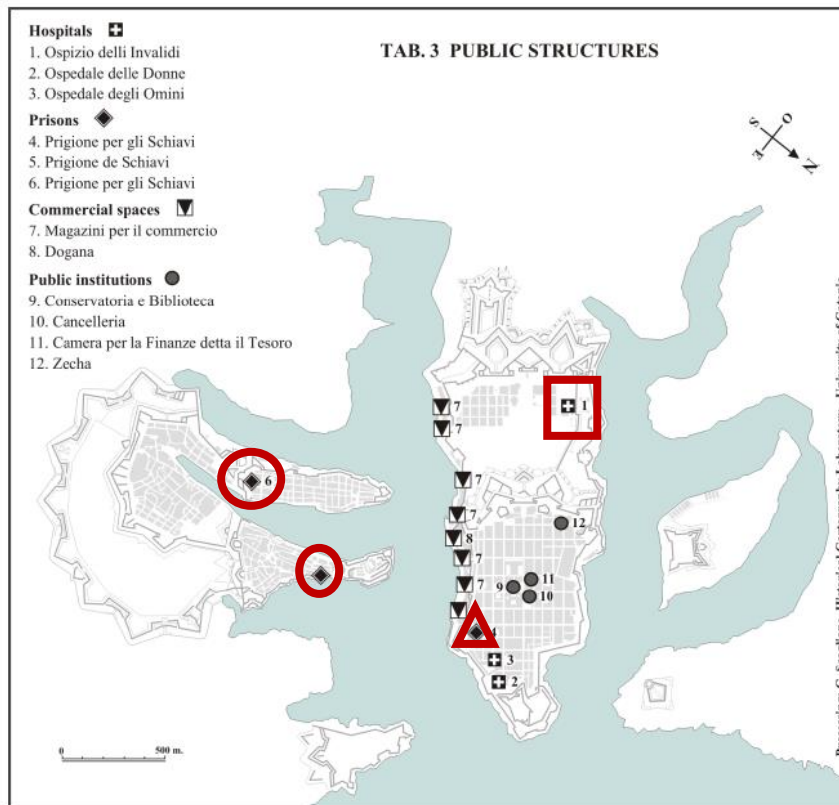 TAB. 3 PUBLIC STRUCTURES
Hospitals
1. Ospizio delli Invalidi
2. Ospedale delle Donne
3. Ospedale degli Omini
Prisons
4. Prigione per gli Schiavi
5. Prigione de Schiavi
6. Prigione per gli Schiavi
Commercial spaces
7. Magazini per il commercio
8. Dogana
Public institutions
9. Conservatoria e Biblioteca
10. Cancelleria
11. Camera per la Finanze detta il Tesoro
12. Zecha
S O
E N
7 1
7
6 7
7 12
8
7
11
7 9
10
4
3
2
0 500 m.